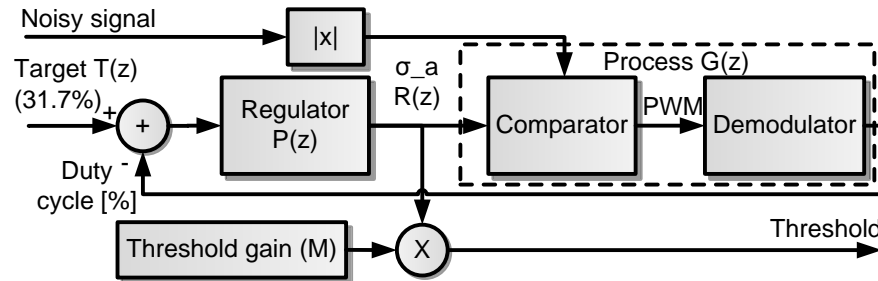 Noisy signal
|x|
Target T(z)
(31.7%)
+
+
-
Regulator
P(z)
σ_a
R(z)
Process G(z)
Comparator
PWM
Demodulator
Duty
cycle [%]
Threshold gain (M)
X
Threshold